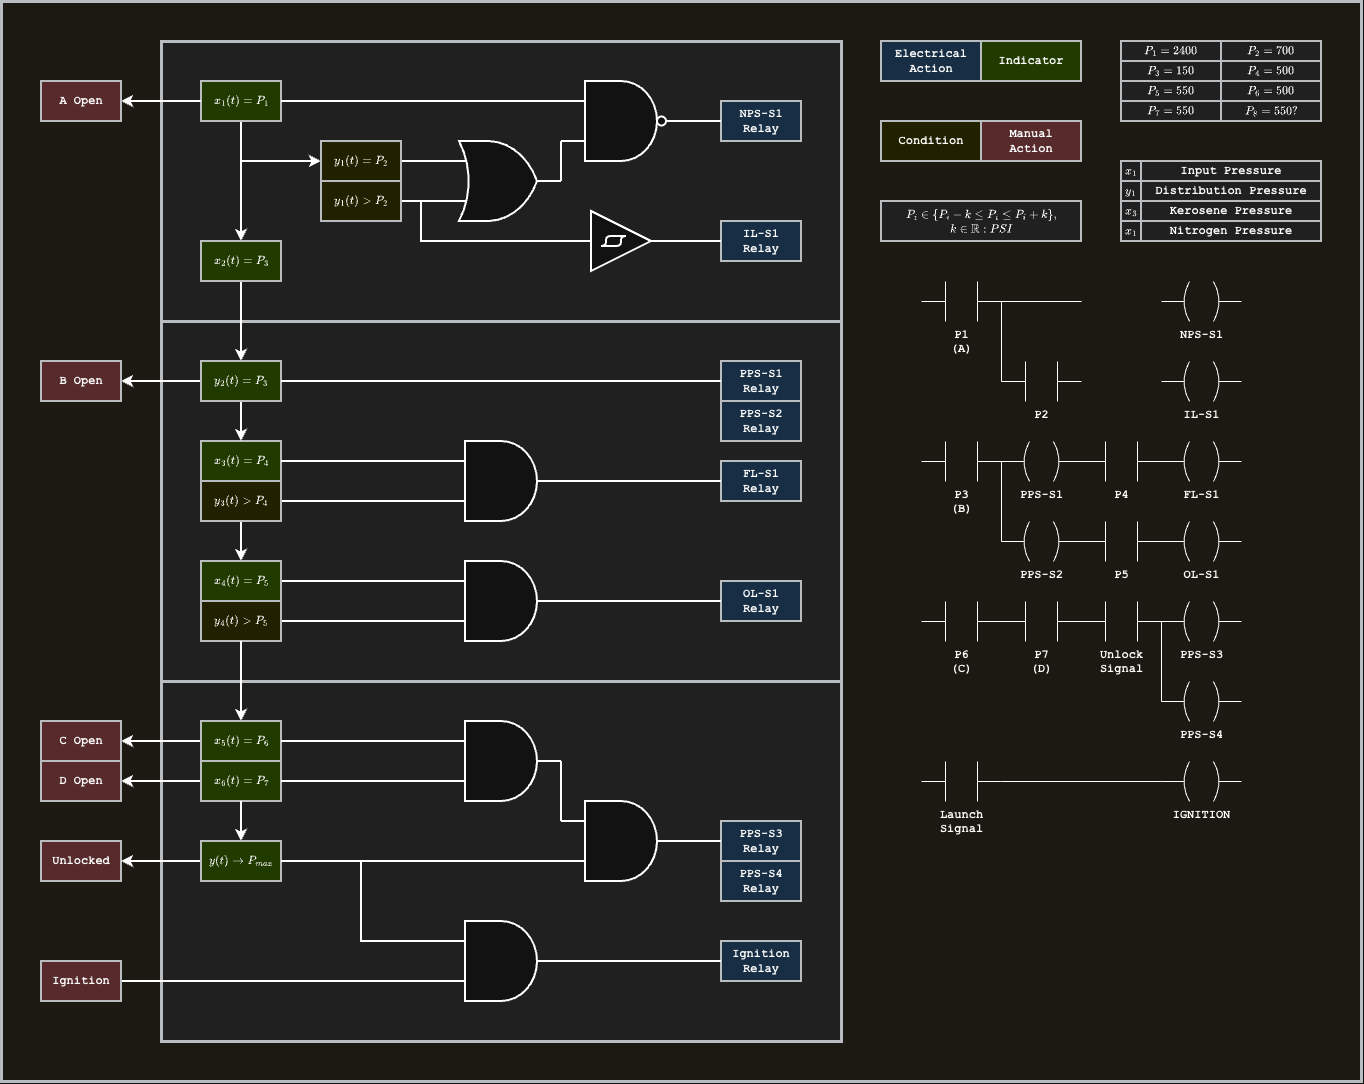 A Open
x₁(t) = P₁
y₁(t) = P₂
y₁(t) > P₂
NPS-S1
Relay
IL-S1
Relay
x₂(t) = P₃
B Open
y₂(t) = P₃
PPS-S1
Relay
PPS-S2
Relay
x₃(t) = P₄
y₃(t) > P₄
FL-S1
Relay
x₄(t) = P₅
y₄(t) > P₅
OL-S1
Relay
C Open
x₅(t) = P₆
D Open
x₆(t) = P₇
Unlocked
y(t) → Pₘₐₓ
PPS-S3
Relay
PPS-S4
Relay
Ignition
Ignition
Relay
Electrical
Action
Indicator
Condition
Manual
Action
Pᵢ ∈ {Pᵢ − k ≤ Pᵢ ≤ Pᵢ + k},
k ∈ ℝ : PSI
P₁ = 2400 P₂ = 700
P₃ = 150 P₄ = 500
P₅ = 550 P₆ = 500
P₇ = 550 P₈ = 550?
x₁ Input Pressure
y₁ Distribution Pressure
x₃ Kerosene Pressure
x₁ Nitrogen Pressure
P1
(A)
NPS-S1
P2
IL-S1
P3
(B)
PPS-S1
P4
FL-S1
PPS-S2
P5
OL-S1
P6
(C)
P7
(D)
Unlock
Signal
PPS-S3
PPS-S4
Launch
Signal
IGNITION